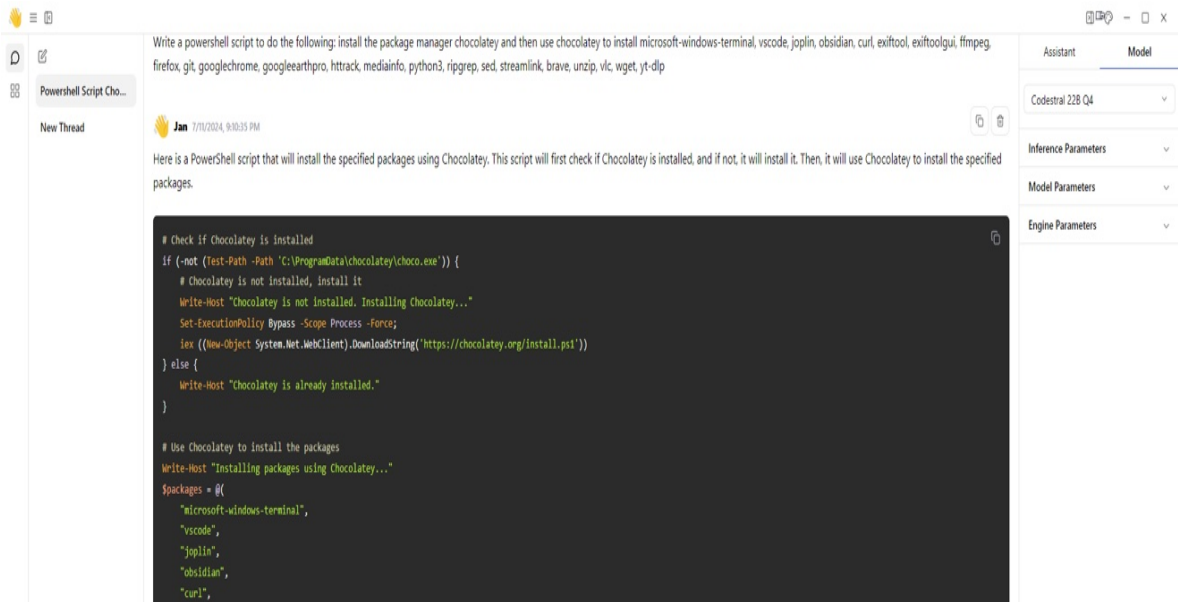 Write a powershell script to do the following: install the package manager chocolatey and then use chocolatey to install microsoft-windows-terminal, vscode, joplin, obsidian, curl, exiftool, exiftoolgui, ffmpeg,
firefox, git, googlechrome, googleearthpro, httrack, mediainfo, python3, ripgrep, sed, streamlink, brave, unzip, vlc, wget, yt-dlp
Assistant
Model
Powershell Script Cho...
New Thread
Codestral 22B Q4
Inference Parameters
Model Parameters
Engine Parameters
Jan 7/11/2024, 9:10:35 PM
Here is a PowerShell script that will install the specified packages using Chocolatey. This script will first check if Chocolatey is installed, and if not, it will install it. Then, it will use Chocolatey to install the specified
packages.
# Check if Chocolatey is installed
if (-not (Test-Path -Path 'C:\ProgramData\chocolatey\choco.exe')) {
# Chocolatey is not installed, install it
Write-Host "Chocolatey is not installed. Installing Chocolatey..."
Set-ExecutionPolicy Bypass -Scope Process -Force;
iex ((New-Object System.Net.WebClient).DownloadString('https://chocolatey.org/install.ps1'))
} else {
Write-Host "Chocolatey is already installed."
}
# Use Chocolatey to install the packages
Write-Host "Installing packages using Chocolatey..."
$packages = @(
"microsoft-windows-terminal",
"vscode",
"joplin",
"obsidian",
"curl",